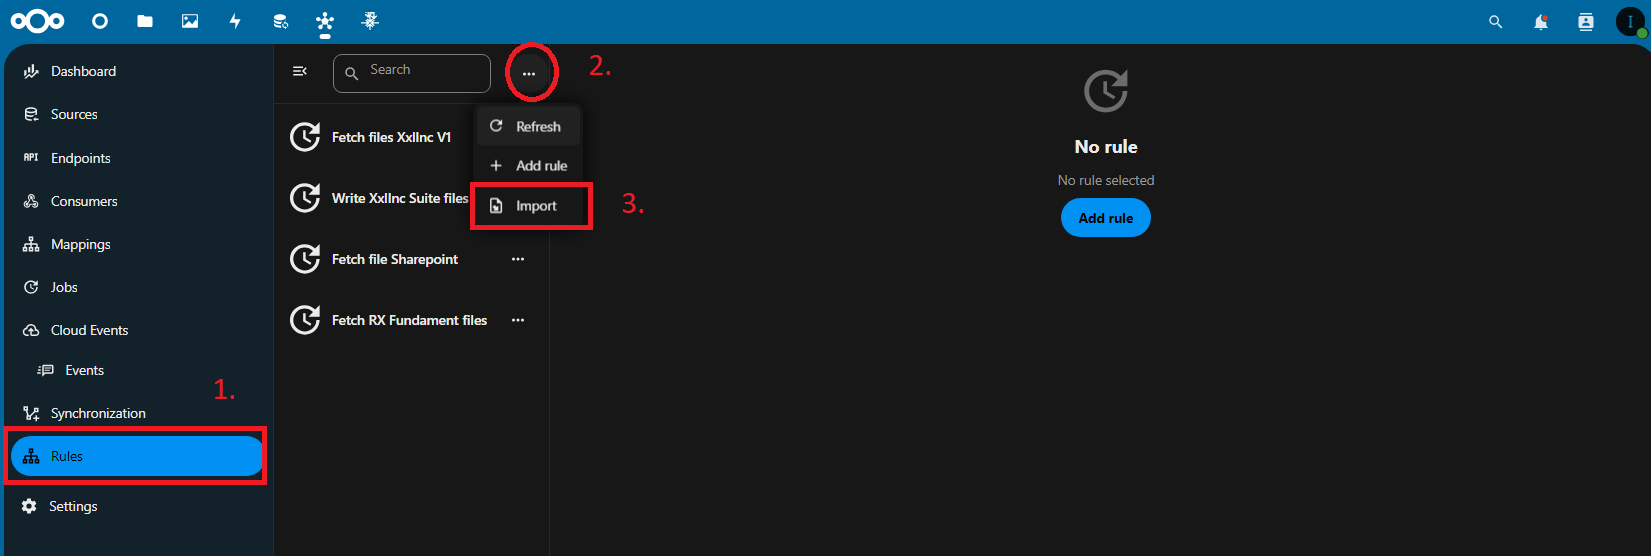 I
Dashboard
Sources
API Endpoints
Consumers
Mappings
Jobs
Cloud Events
Events
1.
Synchronization
Rules
Settings
Search
2.
Refresh
Add rule
Import
3.
Fetch files Xxllnc V1
Write Xxllnc Suite files
Fetch file Sharepoint
Fetch RX Fundament files
No rule
No rule selected
Add rule